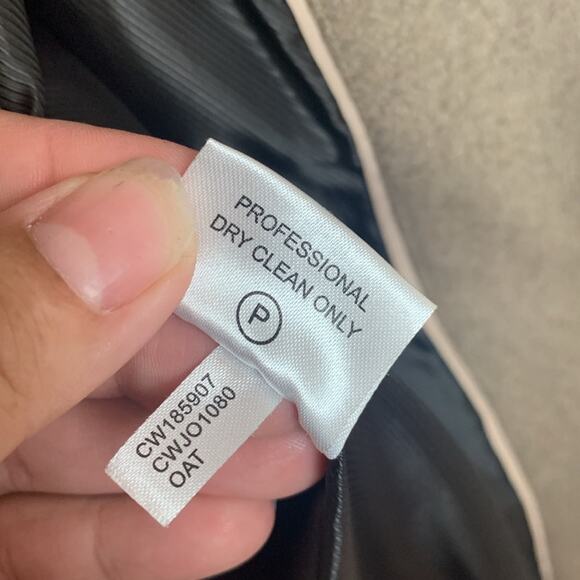 PROFESSIONAL
DRY CLEAN ONLY
P
CW185907
CWJO1080
OAT